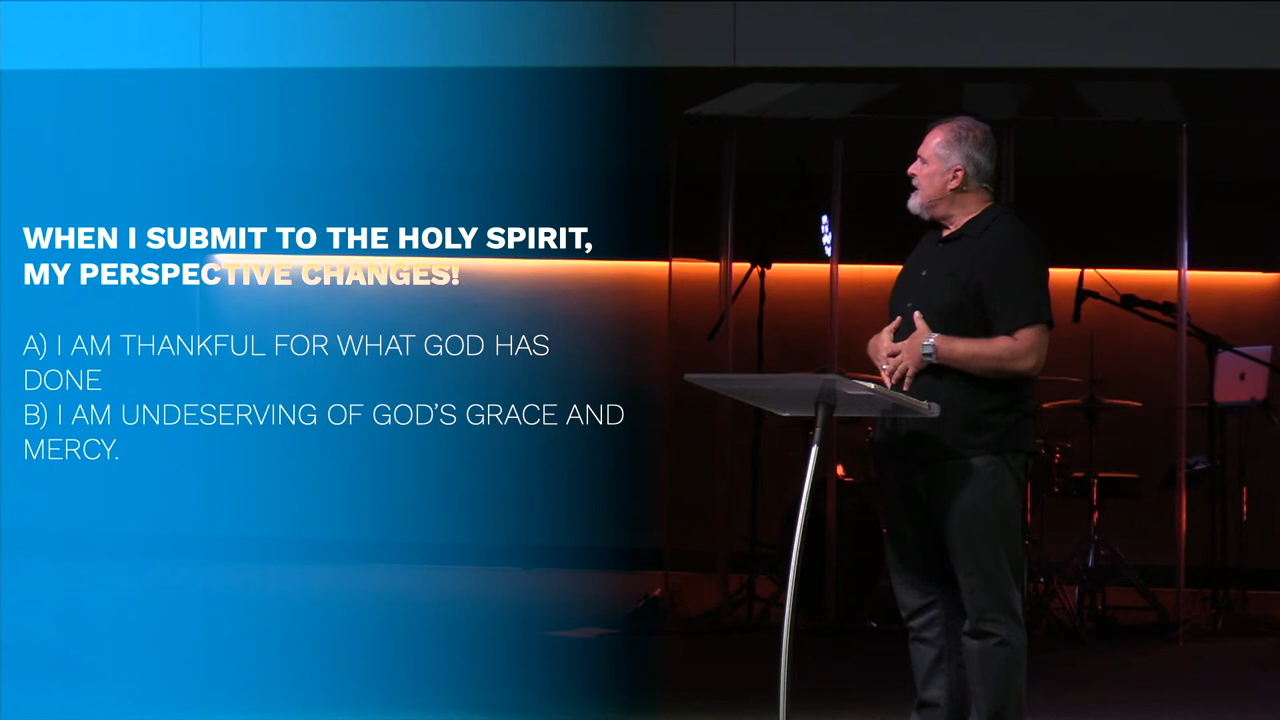 WHEN I SUBMIT TO THE HOLY SPIRIT,
MY PERSPECTIVE CHANGES!
A) I AM THANKFUL FOR WHAT GOD HAS
DONE
B) I AM UNDESERVING OF GOD'S GRACE AND
MERCY.